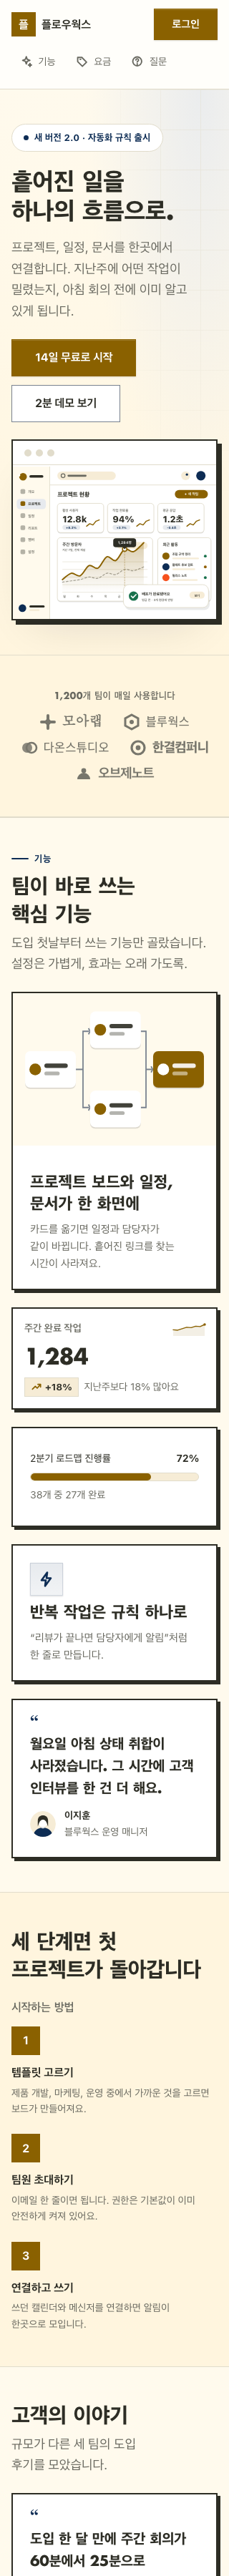 플 플로우웍스
로그인
기능 요금 질문
새 버전 2.0 · 자동화 규칙 출시
흩어진 일을
하나의 흐름으로.
프로젝트, 일정, 문서를 한곳에서
연결합니다. 지난주에 어떤 작업이
밀렸는지, 아침 회의 전에 이미 알고
있게 됩니다.
14일 무료로 시작
2분 데모 보기
프로젝트 현황
12.8k
94%
1.2초
1,200개 팀이 매일 사용합니다
모아랩 블루웍스
다온스튜디오 한결컴퍼니
오브제노트
기능
팀이 바로 쓰는
핵심 기능
도입 첫날부터 쓰는 기능만 골랐습니다.
설정은 가볍게, 효과는 오래 가도록.
프로젝트 보드와 일정,
문서가 한 화면에
카드를 옮기면 일정과 담당자가
같이 바뀝니다. 흩어진 링크를 찾는
시간이 사라져요.
주간 완료 작업
1,284
+18% 지난주보다 18% 많아요
2분기 로드맵 진행률 72%
38개 중 27개 완료
반복 작업은 규칙 하나로
“리뷰가 끝나면 담당자에게 알림”처럼
한 줄로 만듭니다.
“
월요일 아침 상태 취합이
사라졌습니다. 그 시간에 고객
인터뷰를 한 건 더 해요.
이지훈
블루웍스 운영 매니저
세 단계면 첫
프로젝트가 돌아갑니다
시작하는 방법
1
템플릿 고르기
제품 개발, 마케팅, 운영 중에서 가까운 것을 고르면
보드가 만들어져요.
2
팀원 초대하기
이메일 한 줄이면 됩니다. 권한은 기본값이 이미
안전하게 켜져 있어요.
3
연결하고 쓰기
쓰던 캘린더와 메신저를 연결하면 알림이
한곳으로 모입니다.
고객의 이야기
규모가 다른 세 팀의 도입
후기를 모았습니다.
“
도입 한 달 만에 주간 회의가
60분에서 25분으로